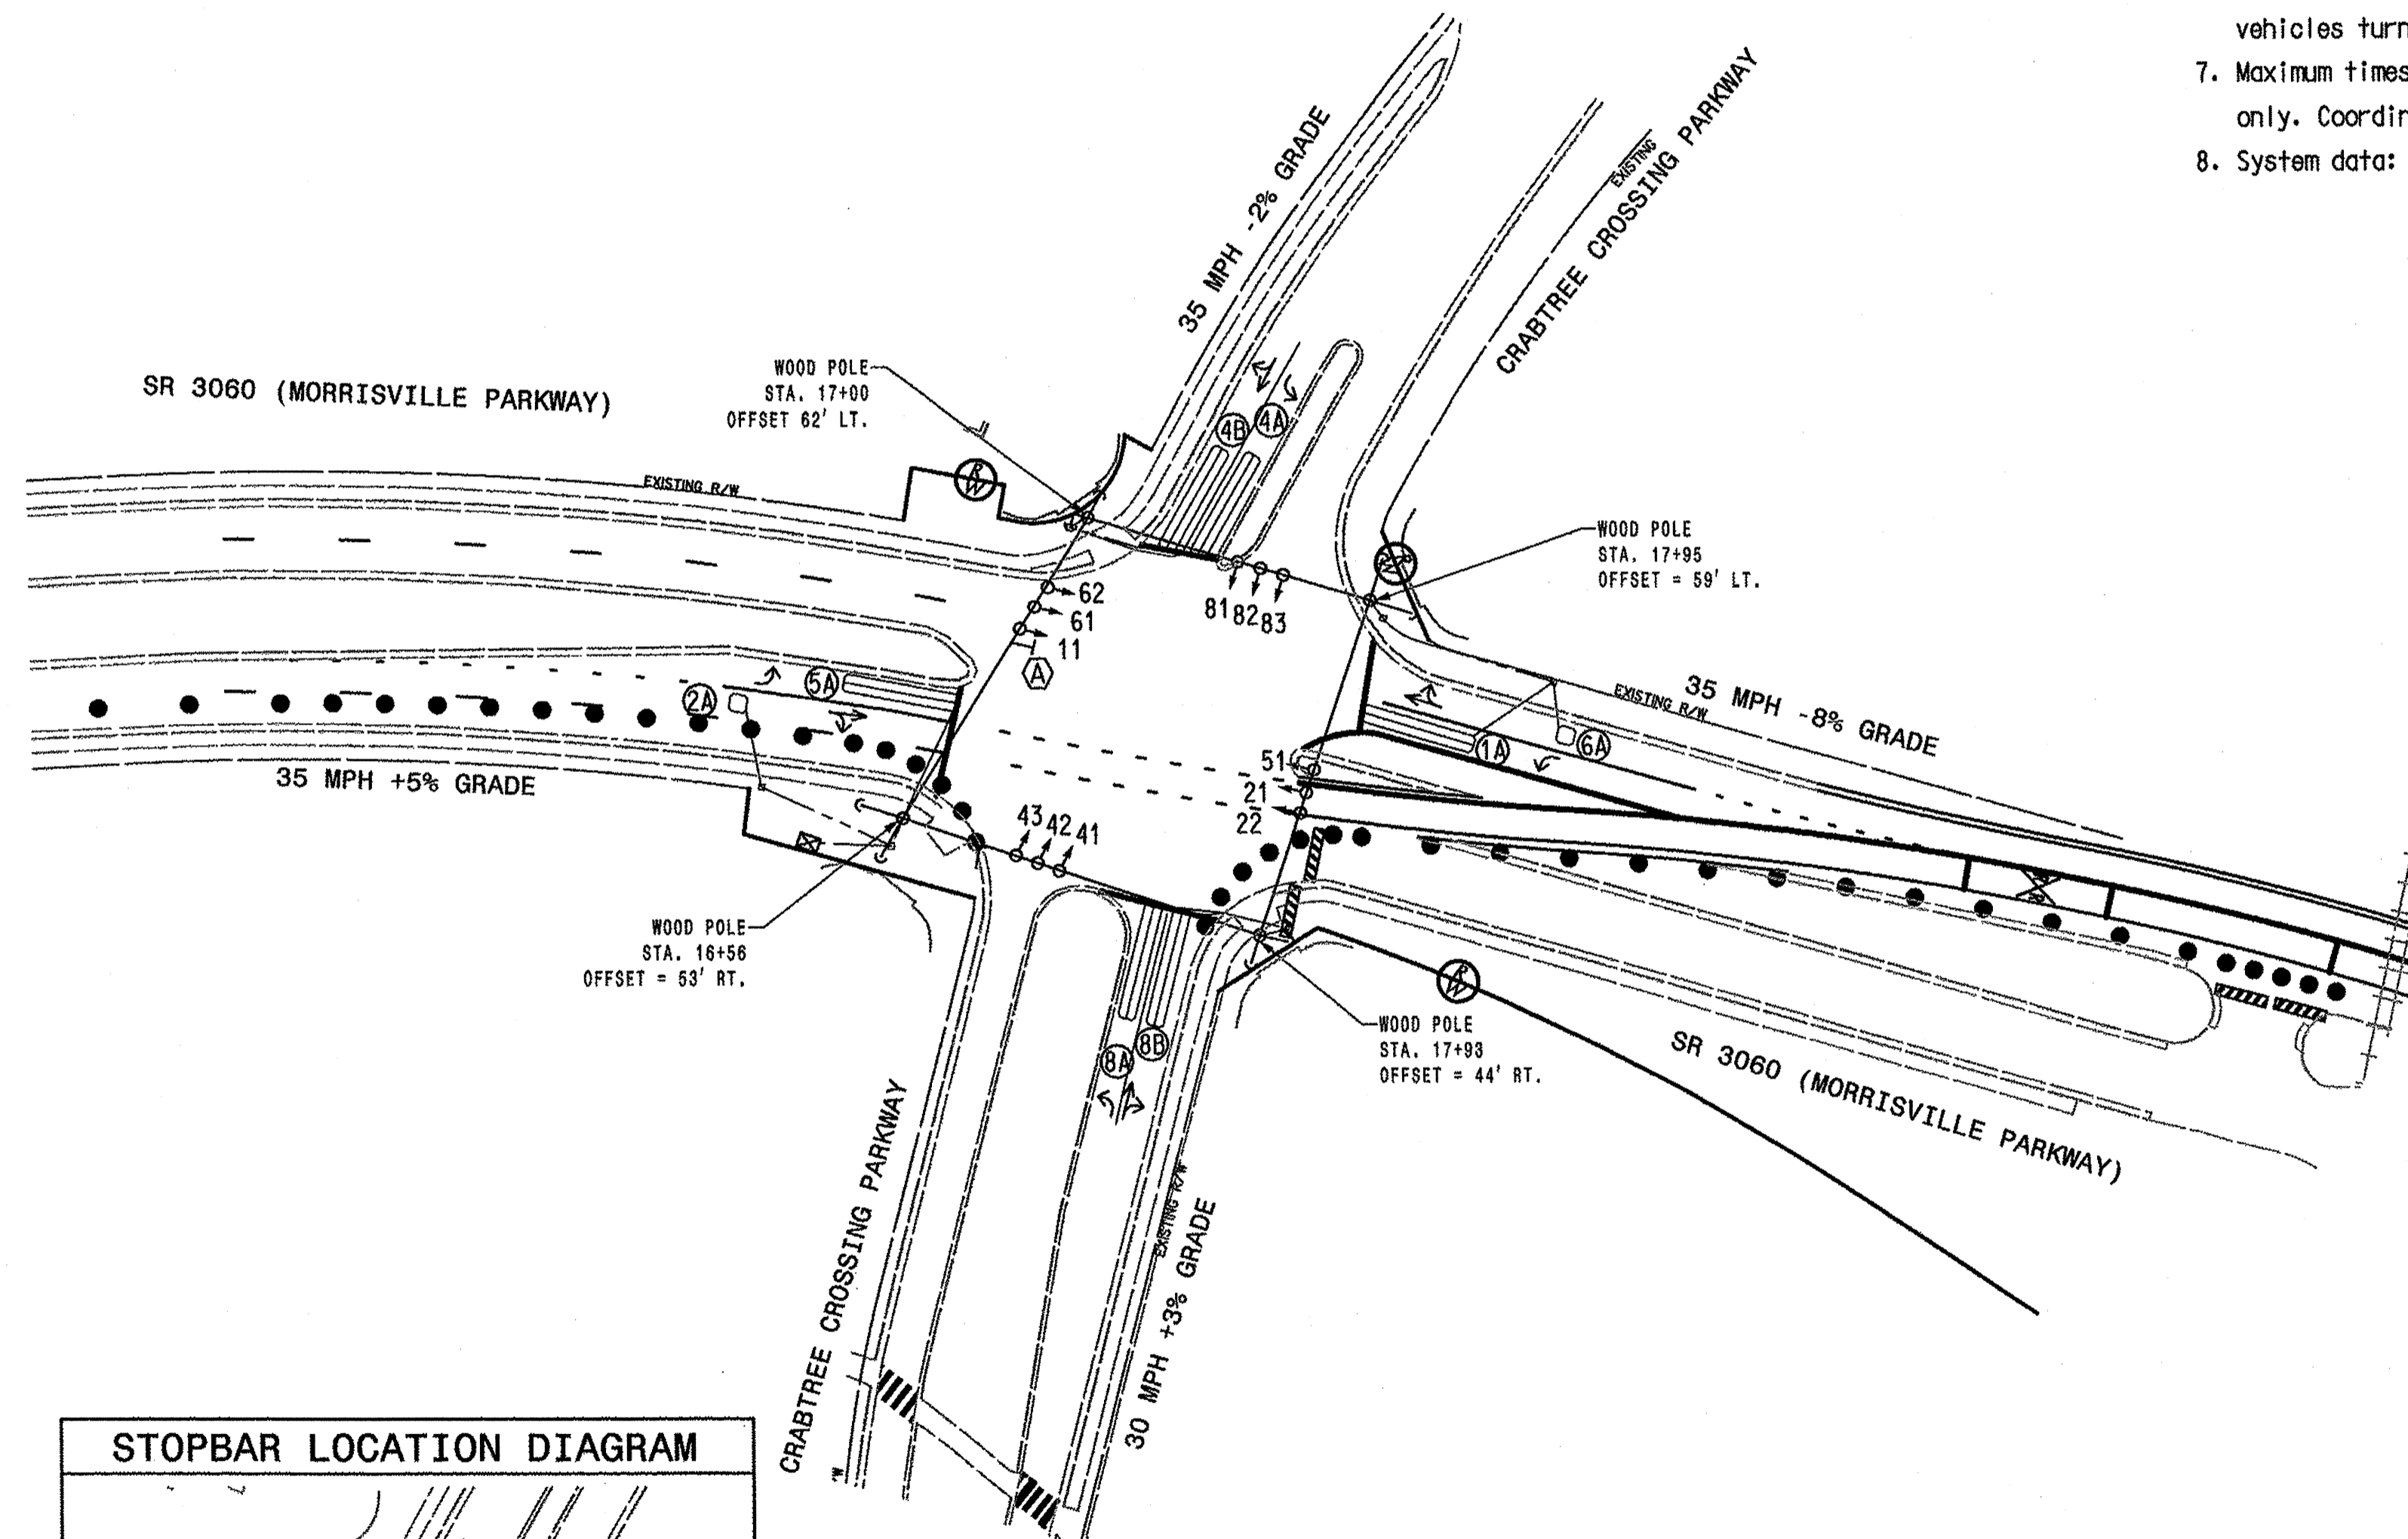 vehicles turn
7. Maximum times
only. Coordin
8. System data:
35 MPH -2% GRADE
EXISTING
CRABTREE CROSSING PARKWAY
SR 3060 (MORRISVILLE PARKWAY)
WOOD POLE
STA. 17+00
OFFSET 62' LT.
4B
4A
EXISTING R/W
R/W
WOOD POLE
STA. 17+95
OFFSET = 59' LT.
R/W
62
61
11
A
81
82
83
5A
2A
35 MPH -8% GRADE
EXISTING R/W
1A
6A
51
21
22
35 MPH +5% GRADE
43
42
41
WOOD POLE
STA. 16+56
OFFSET = 53' RT.
R/W
WOOD POLE
STA. 17+93
OFFSET = 44' RT.
8A
8B
SR 3060 (MORRISVILLE PARKWAY)
CRABTREE CROSSING PARKWAY
EXISTING R/W
30 MPH +3% GRADE
STOPBAR LOCATION DIAGRAM